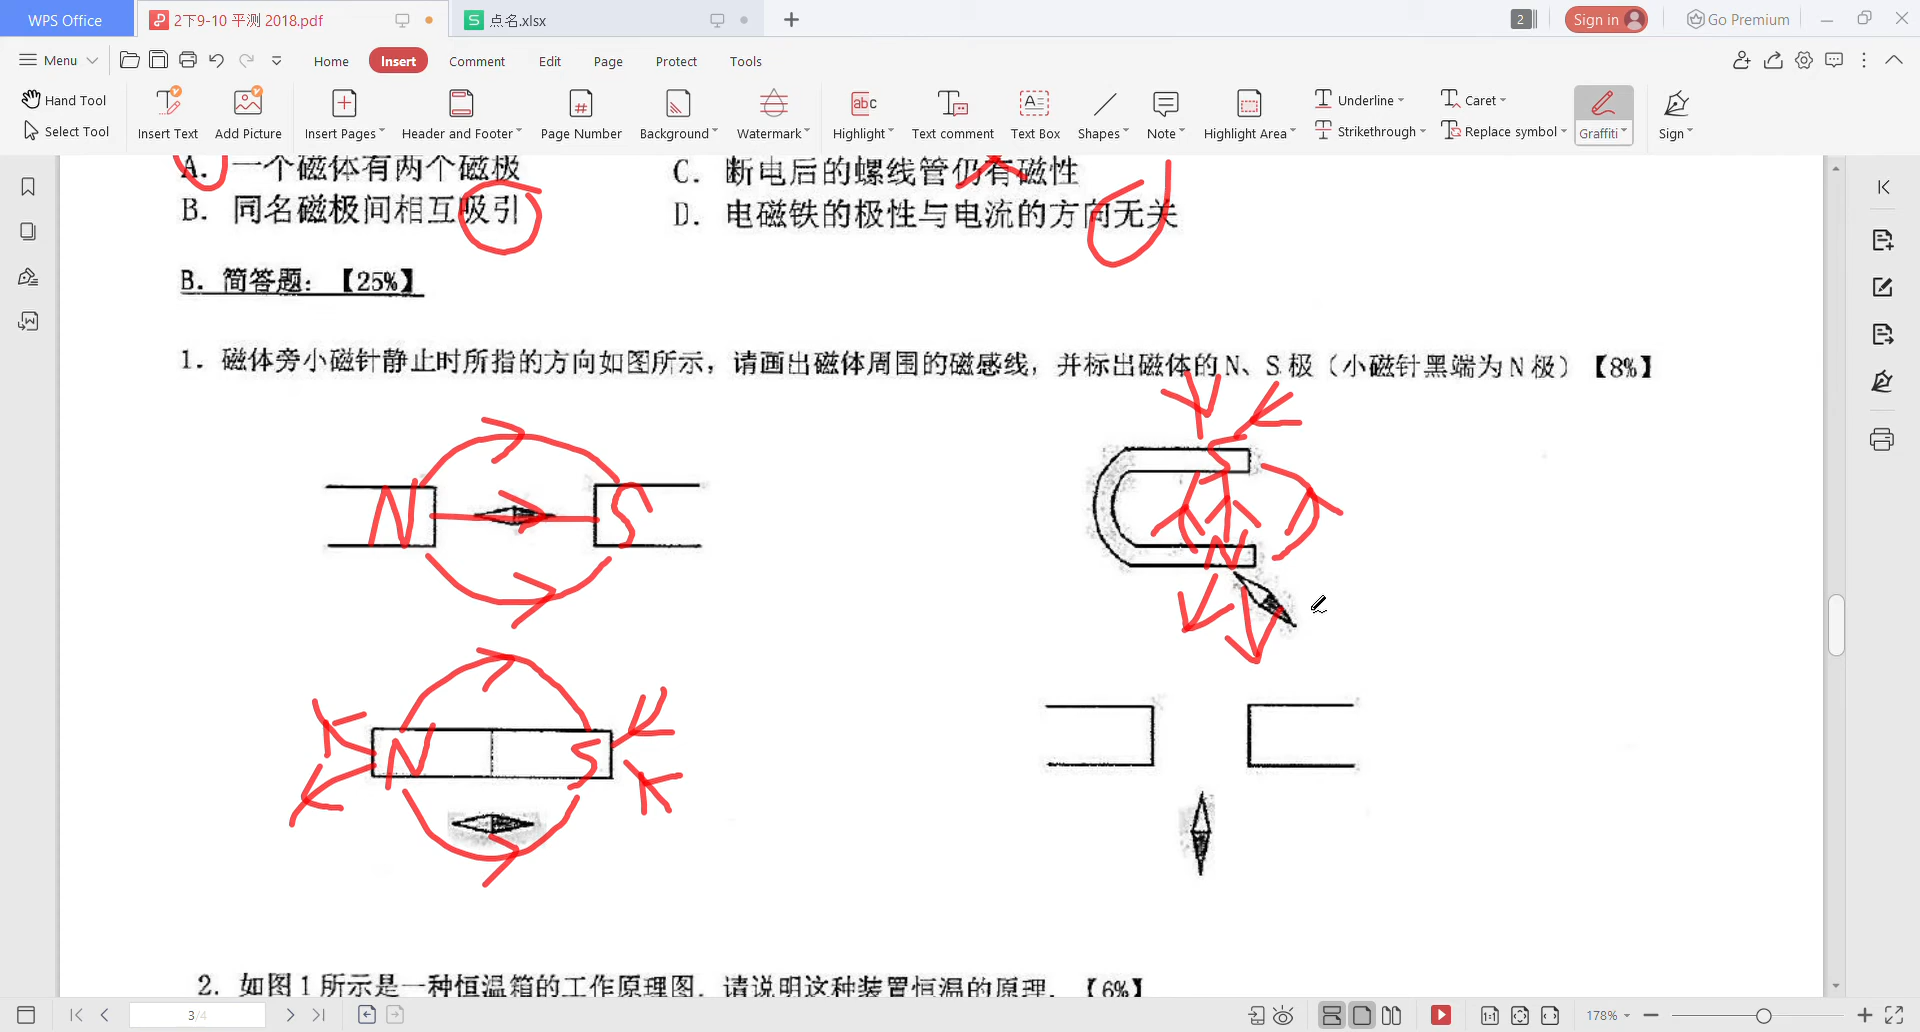 WPS Office
2下9-10 平测 2018.pdf
点名.xlsx
2
Sign in
Go Premium
Menu
Home
Insert
Comment
Edit
Page
Protect
Tools
Hand Tool
Select Tool
Insert Text
Add Picture
Insert Pages
Header and Footer
Page Number
Background
Watermark
Highlight
Text comment
Text Box
Shapes
Note
Highlight Area
Underline
Strikethrough
Caret
Replace symbol
Graffiti
Sign
A. 一个磁体有两个磁极
C. 断电后的螺线管仍有磁性
B. 同名磁极间相互吸引
D. 电磁铁的极性与电流的方向无关
B. 简答题：【25%】
1. 磁体旁小磁针静止时所指的方向如图所示，请画出磁体周围的磁感线，并标出磁体的N、S极（小磁针黑端为N极）【8%】
N S
S
N
N S
2. 如图1所示是一种恒温箱的工作原理图，请说明这种装置恒温的原理．【6%】
3/4
178%